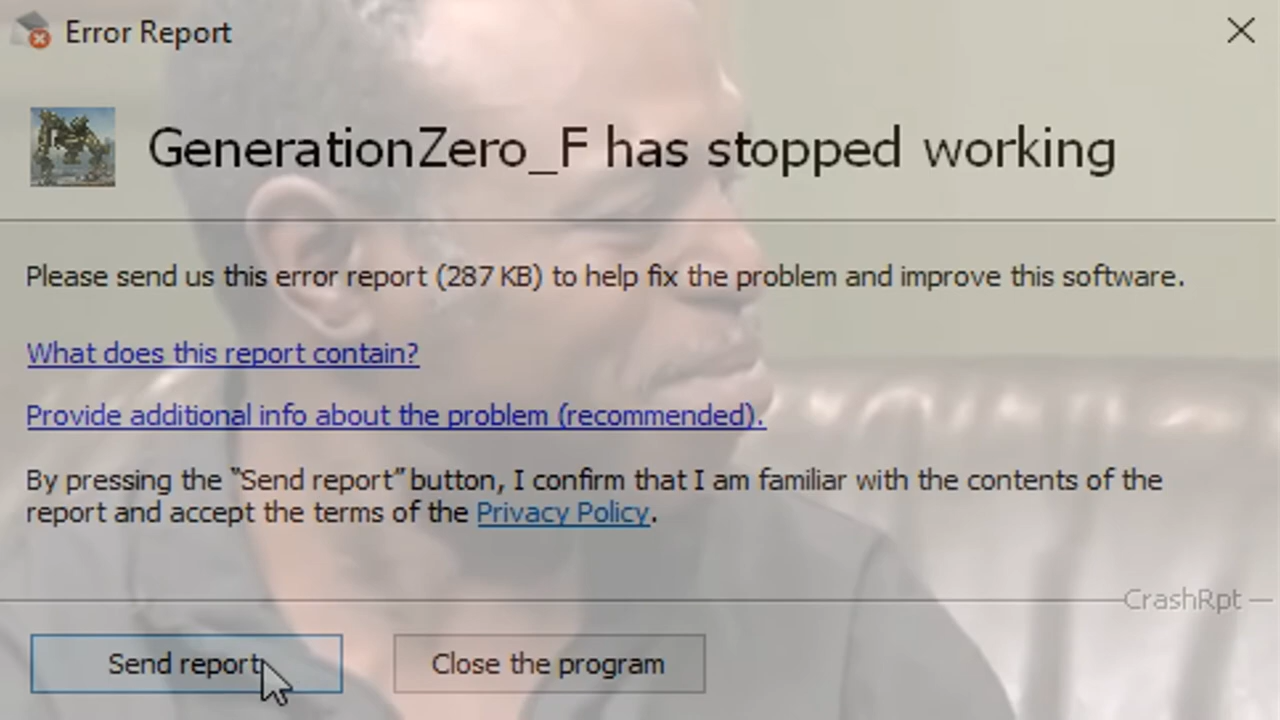 Error Report
GenerationZero_F has stopped working
Please send us this error report (287 KB) to help fix the problem and improve this software.
What does this report contain?
Provide additional info about the problem (recommended).
By pressing the "Send report" button, I confirm that I am familiar with the contents of the
report and accept the terms of the Privacy Policy.
CrashRpt
Send report
Close the program